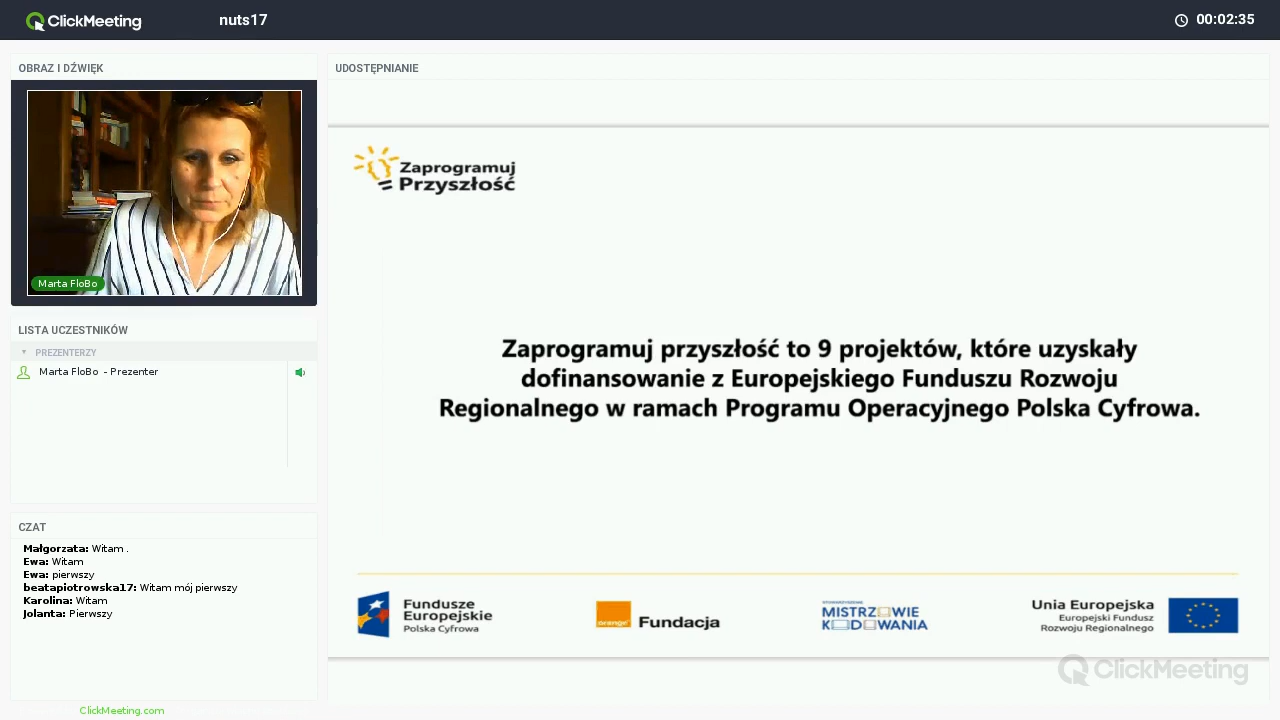 ClickMeeting
nuts17
00:02:35
OBRAZ I DŹWIĘK
Marta FloBo
LISTA UCZESTNIKÓW
PREZENTERZY
Marta FloBo - Prezenter
CZAT
Małgorzata: Witam .
Ewa: Witam
Ewa: pierwszy
beatapiotrowska17: Witam mój pierwszy
Karolina: Witam
Jolanta: Pierwszy
ClickMeeting.com
UDOSTĘPNIANIE
Zaprogramuj
Przyszłość
Zaprogramuj przyszłość to 9 projektów, które uzyskały
dofinansowanie z Europejskiego Funduszu Rozwoju
Regionalnego w ramach Programu Operacyjnego Polska Cyfrowa.
Fundusze
Europejskie
Polska Cyfrowa
orange
Fundacja
STOWARZYSZENIE
MISTRZOWIE
KODOWANIA
Unia Europejska
Europejski Fundusz
Rozwoju Regionalnego
ClickMeeting